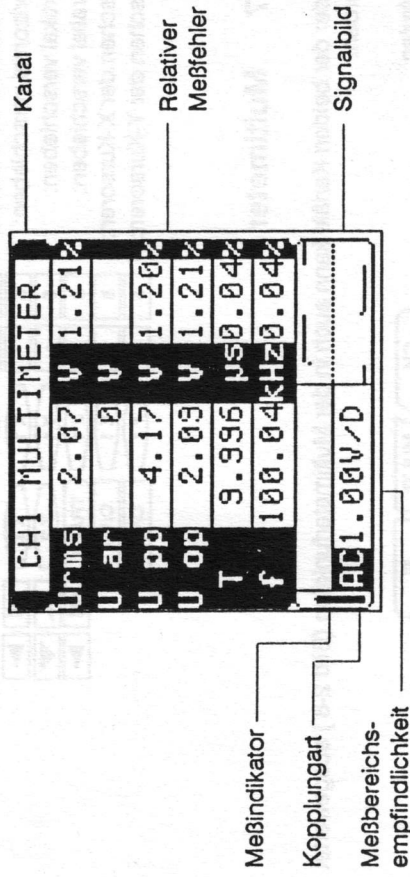 Kanal
CH1 MULTIMETER
Urms 2.07 V 1.21%
U ar 0 V
U pp 4.17 V 1.20%
U op 2.09 V 1.21%
T 9.996 µs 0.04%
f 100.04 kHz 0.04%
AC 1.00V/D
Relativer
Meßfehler
Signalbild
Meßindikator
Kopplungart
Meßbereichs-
empfindlichkeit